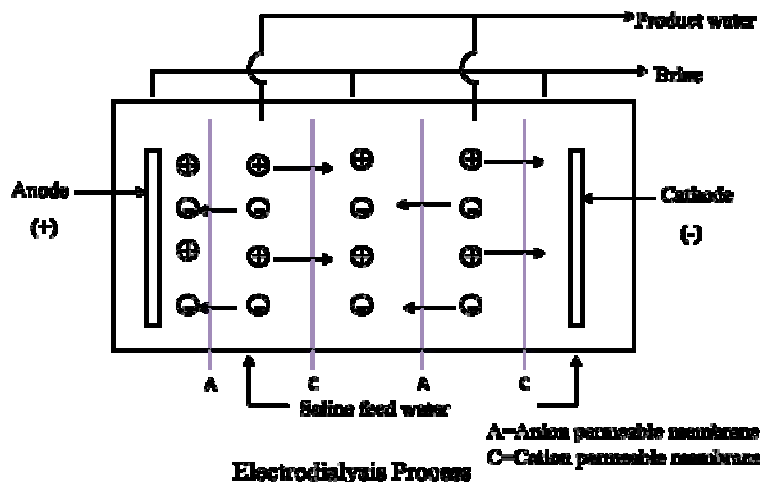 Product water
Brine
Anode
(+)
Cathode
(-)
A C A C
Saline feed water
A=Anion permeable membrane
C=Cation permeable membrane
Electrodialysis Process